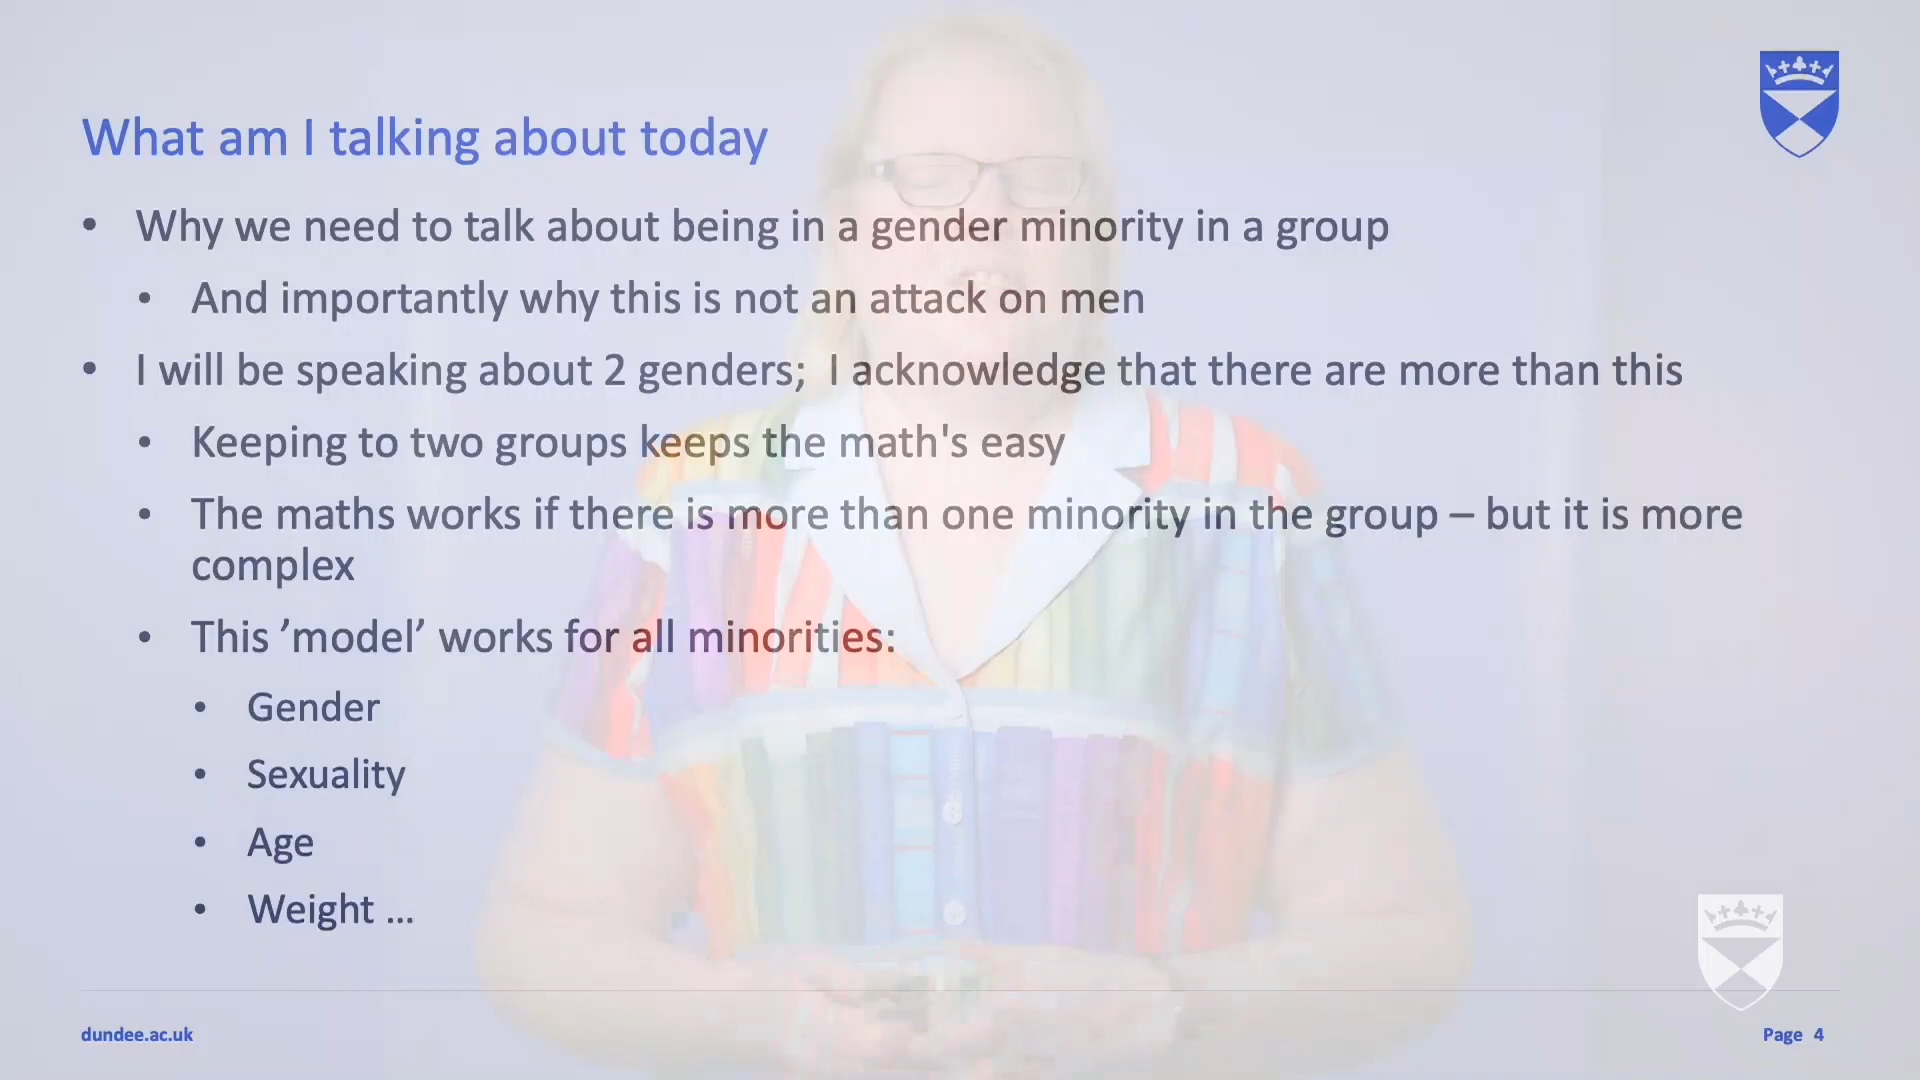 What am I talking about today
• Why we need to talk about being in a gender minority in a group
• And importantly why this is not an attack on men
• I will be speaking about 2 genders;  I acknowledge that there are more than this
• Keeping to two groups keeps the math's easy
• The maths works if there is more than one minority in the group – but it is more
complex
• This ’model’ works for all minorities:
• Gender
• Sexuality
• Age
• Weight ...
dundee.ac.uk
Page 4